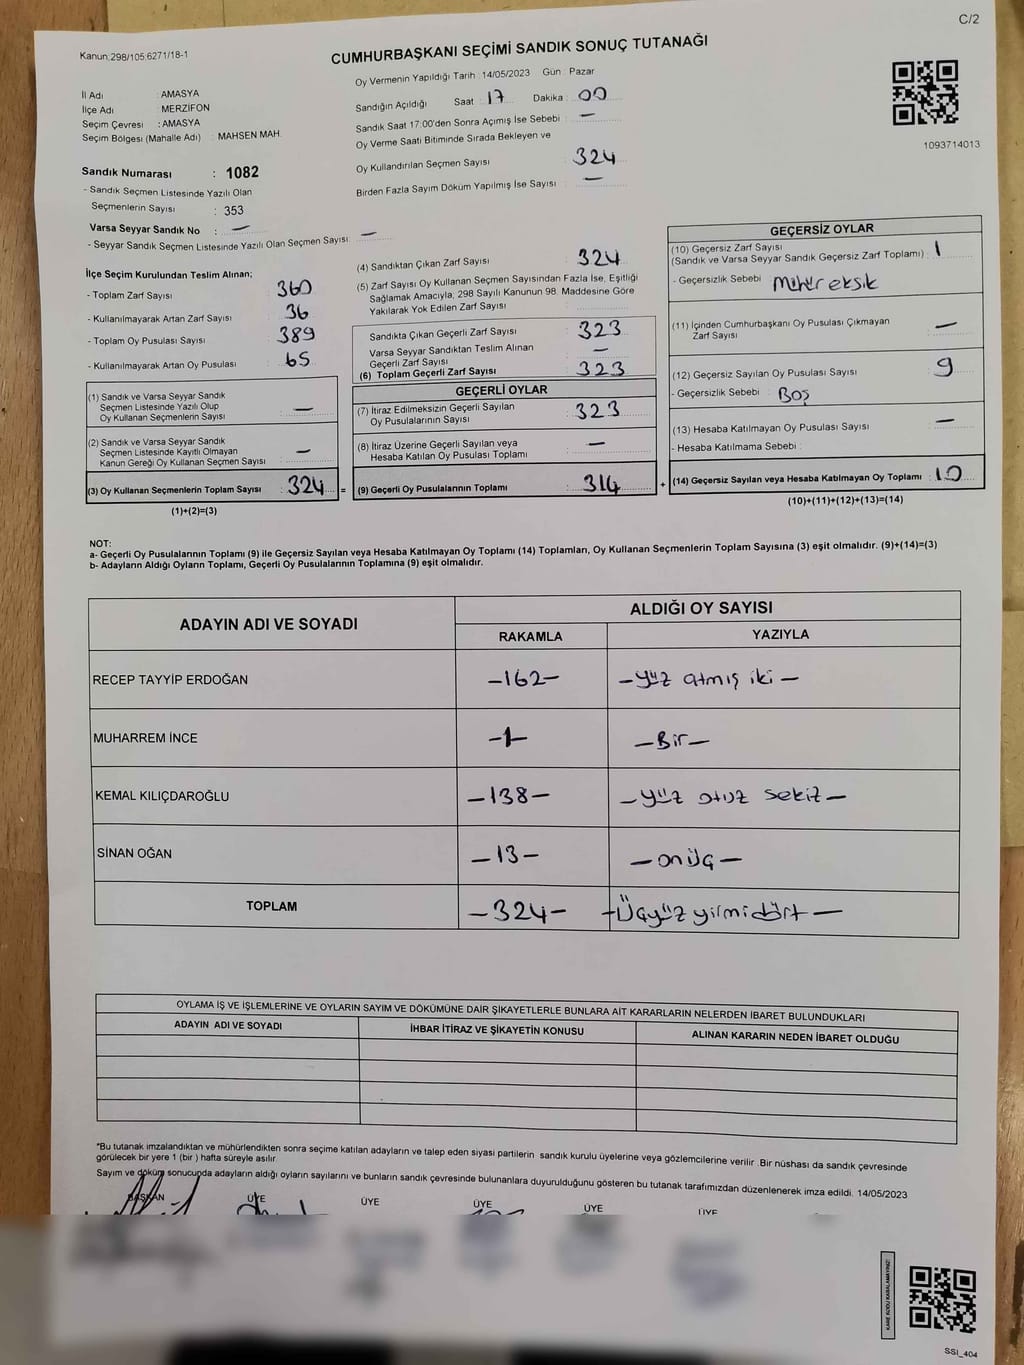 C/2
Kanun:298/105;6271/18-1
CUMHURBAŞKANI SEÇİMİ SANDIK SONUÇ TUTANAĞI
Oy Vermenin Yapıldığı Tarih : 14/05/2023 Gün : Pazar
İl Adı : AMASYA
İlçe Adı : MERZİFON
Seçim Çevresi : AMASYA
Seçim Bölgesi (Mahalle Adı) : MAHSEN MAH.
Sandığın Açıldığı Saat : 17 Dakika : 00
Sandık Saat 17:00'den Sonra Açımış İse Sebebi : —
Oy Verme Saati Bitiminde Sırada Bekleyen ve
Oy Kullandırılan Seçmen Sayısı : 324
Birden Fazla Sayım Döküm Yapılmış İse Sayısı : —
1093714013
Sandık Numarası : 1082
- Sandık Seçmen Listesinde Yazılı Olan
Seçmenlerin Sayısı : 353
Varsa Seyyar Sandık No : —
- Seyyar Sandık Seçmen Listesinde Yazılı Olan Seçmen Sayısı: —
İlçe Seçim Kurulundan Teslim Alınan;
- Toplam Zarf Sayısı : 360
- Kullanılmayarak Artan Zarf Sayısı : 36
- Toplam Oy Pusulası Sayısı : 389
- Kullanılmayarak Artan Oy Pusulası : 65
(1) Sandık ve Varsa Seyyar Sandık
Seçmen Listesinde Yazılı Olup
Oy Kullanan Seçmenlerin Sayısı : —
(2) Sandık ve Varsa Seyyar Sandık
Seçmen Listesinde Kayıtlı Olmayan
Kanun Gereği Oy Kullanan Seçmen Sayısı : —
(3) Oy Kullanan Seçmenlerin Toplam Sayısı : 324 =
(1)+(2)=(3)
(4) Sandıktan Çıkan Zarf Sayısı : 324
(5) Zarf Sayısı Oy Kullanan Seçmen Sayısından Fazla İse, Eşitliği
Sağlamak Amacıyla, 298 Sayılı Kanunun 98. Maddesine Göre
Yakılarak Yok Edilen Zarf Sayısı :
Sandıkta Çıkan Geçerli Zarf Sayısı : 323
Varsa Seyyar Sandıktan Teslim Alınan
Geçerli Zarf Sayısı : —
(6) Toplam Geçerli Zarf Sayısı : 323
GEÇERLİ OYLAR
(7) İtiraz Edilmeksizin Geçerli Sayılan
Oy Pusulalarının Sayısı : 323
(8) İtiraz Üzerine Geçerli Sayılan veya
Hesaba Katılan Oy Pusulası Toplamı : —
(9) Geçerli Oy Pusulalarının Toplamı : 314 +
GEÇERSİZ OYLAR
(10) Geçersiz Zarf Sayısı
(Sandık ve Varsa Seyyar Sandık Geçersiz Zarf Toplamı) : 1
- Geçersizlik Sebebi : Mühür eksik
(11) İçinden Cumhurbaşkanı Oy Pusulası Çıkmayan
Zarf Sayısı : —
(12) Geçersiz Sayılan Oy Pusulası Sayısı : 9
- Geçersizlik Sebebi : Boş
(13) Hesaba Katılmayan Oy Pusulası Sayısı : —
- Hesaba Katılmama Sebebi :
(14) Geçersiz Sayılan veya Hesaba Katılmayan Oy Toplamı : 10
(10)+(11)+(12)+(13)=(14)
NOT:
a- Geçerli Oy Pusulalarının Toplamı (9) ile Geçersiz Sayılan veya Hesaba Katılmayan Oy Toplamı (14) Toplamları, Oy Kullanan Seçmenlerin Toplam Sayısına (3) eşit olmalıdır. (9)+(14)=(3)
b- Adayların Aldığı Oyların Toplamı, Geçerli Oy Pusulalarının Toplamına (9) eşit olmalıdır.
ADAYIN ADI VE SOYADI ALDIĞI OY SAYISI
RAKAMLA YAZIYLA
RECEP TAYYİP ERDOĞAN -162- -yüz atmış iki-
MUHARREM İNCE -1- -Bir-
KEMAL KILIÇDAROĞLU -138- -yüz otuz sekiz-
SİNAN OĞAN -13- -onüç-
TOPLAM -324- -Üçyüz yirmidört-
OYLAMA İŞ VE İŞLEMLERİNE VE OYLARIN SAYIM VE DÖKÜMÜNE DAİR ŞİKAYETLERLE BUNLARA AİT KARARLARIN NELERDEN İBARET BULUNDUKLARI
ADAYIN ADI VE SOYADI İHBAR İTİRAZ VE ŞİKAYETİN KONUSU ALINAN KARARIN NEDEN İBARET OLDUĞU
*Bu tutanak imzalandıktan ve mühürlendikten sonra seçime katılan adayların ve talep eden siyasi partilerin sandık kurulu üyelerine veya gözlemcilerine verilir .Bir nüshası da sandık çevresinde
görülecek bir yere 1 (bir ) hafta süreyle asılır.
Sayım ve döküm sonucunda adayların aldığı oyların sayılarını ve bunların sandık çevresinde bulunanlara duyurulduğunu gösteren bu tutanak tarafımızdan düzenlenerek imza edildi. 14/05/2023
BAŞKAN ÜYE ÜYE ÜYE ÜYE ÜYE
KARE KODU KARALAMAYINIZ!
SSI_404